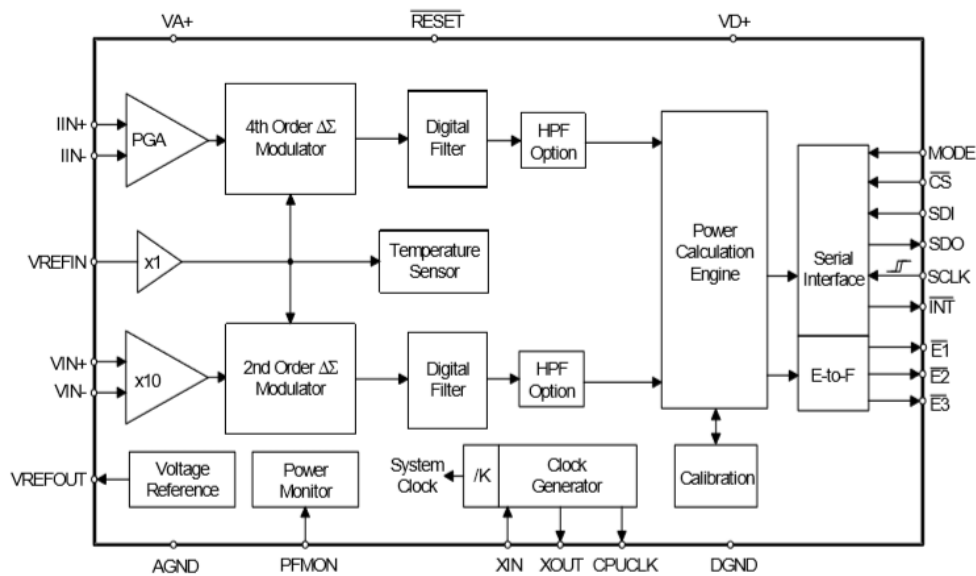 VA+
RESET
VD+
IIN+
IIN-
PGA
4th Order ΔΣ
Modulator
Digital
Filter
HPF
Option
MODE
CS
SDI
SDO
SCLK
INT
VREFIN
x1
Temperature
Sensor
Power
Calculation
Engine
Serial
Interface
VIN+
VIN-
x10
2nd Order ΔΣ
Modulator
Digital
Filter
HPF
Option
E-to-F
E1
E2
E3
VREFOUT
Voltage
Reference
Power
Monitor
System
Clock
/K
Clock
Generator
Calibration
AGND
PFMON
XIN
XOUT
CPUCLK
DGND